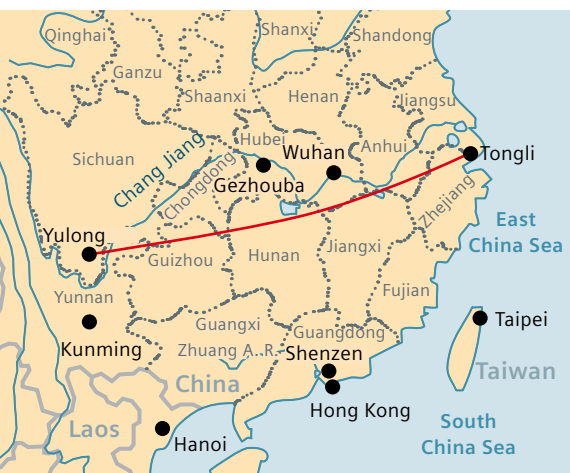 Qinghai
Shanxi
Shandong
Ganzu
Shaanxi
Henan
Jiangsu
Hubei
Anhui
Wuhan
Tongli
Sichuan
Chang Jiang
Chongdong
Gezhouba
Zhejiang
East
China Sea
Yulong
Guizhou
Hunan
Jiangxi
Yunnan
Fujian
Kunming
Guangxi
Zhuang A. R.
Guangdong
Taipei
Shenzen
China
Taiwan
Hong Kong
Laos
Hanoi
South
China Sea